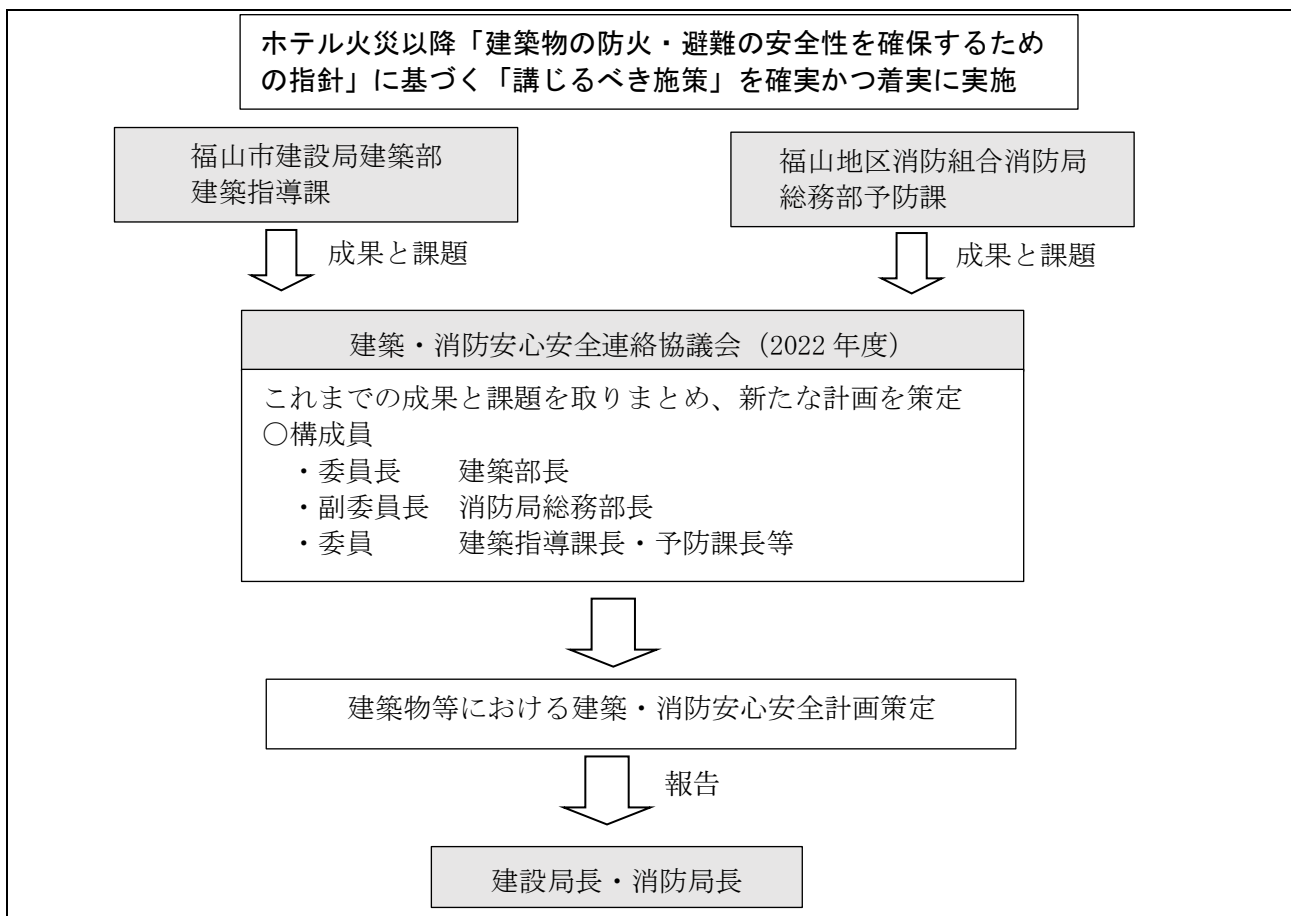 ホテル火災以降「建築物の防火・避難の安全性を確保するため
の指針」に基づく「講じるべき施策」を確実かつ着実に実施
福山市建設局建築部
建築指導課
福山地区消防組合消防局
総務部予防課
成果と課題
成果と課題
建築・消防安心安全連絡協議会（2022 年度）
これまでの成果と課題を取りまとめ、新たな計画を策定
○構成員
・委員長　　建築部長
・副委員長　消防局総務部長
・委員　　　建築指導課長・予防課長等
建築物等における建築・消防安心安全計画策定
報告
建設局長・消防局長